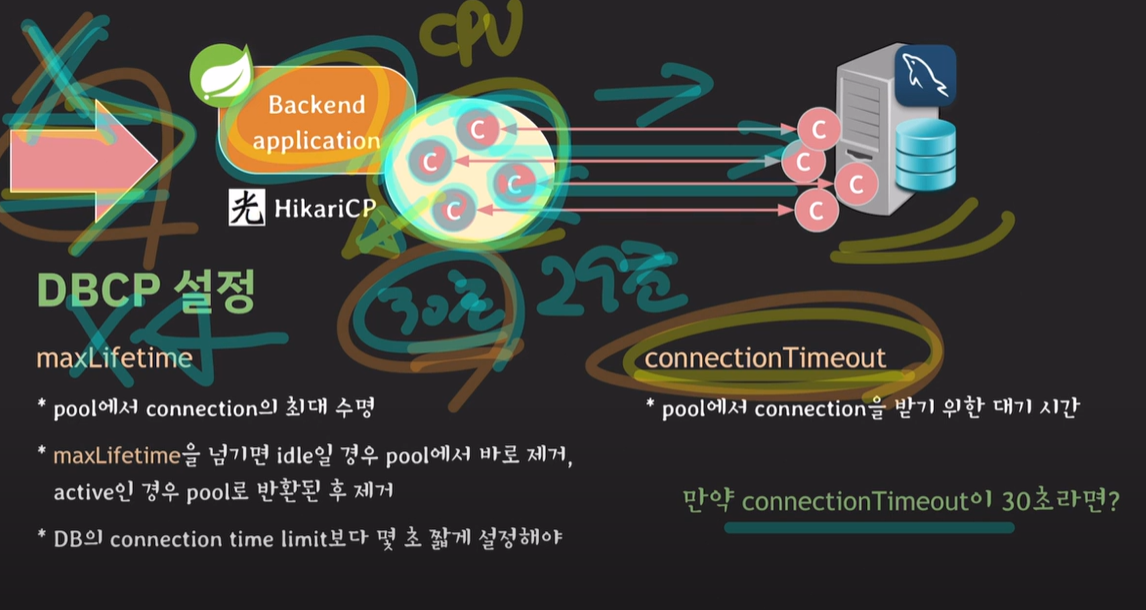 CPU
Backend
application
C
C
C
C
C
C
C
C
光 HikariCP
30초 29초
DBCP 설정
maxLifetime
* pool에서 connection의 최대 수명
* maxLifetime을 넘기면 idle일 경우 pool에서 바로 제거,
active인 경우 pool로 반환된 후 제거
* DB의 connection time limit보다 몇 초 짧게 설정해야
connectionTimeout
* pool에서 connection을 받기 위한 대기 시간
만약 connectionTimeout이 30초라면?